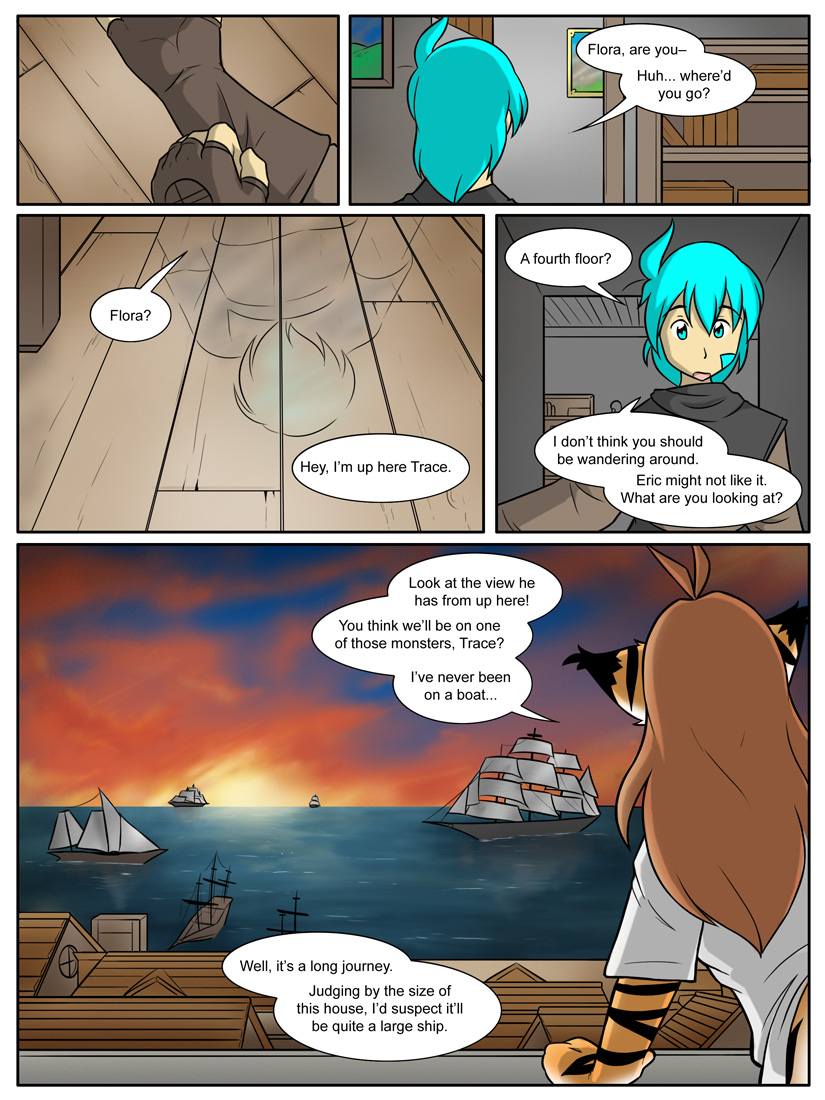 Flora, are you–
Huh... where'd
you go?
Flora?
Hey, I'm up here Trace.
A fourth floor?
I don't think you should
be wandering around.
Eric might not like it.
What are you looking at?
Look at the view he
has from up here!
You think we'll be on one
of those monsters, Trace?
I've never been
on a boat...
Well, it's a long journey.
Judging by the size of
this house, I'd suspect it'll
be quite a large ship.